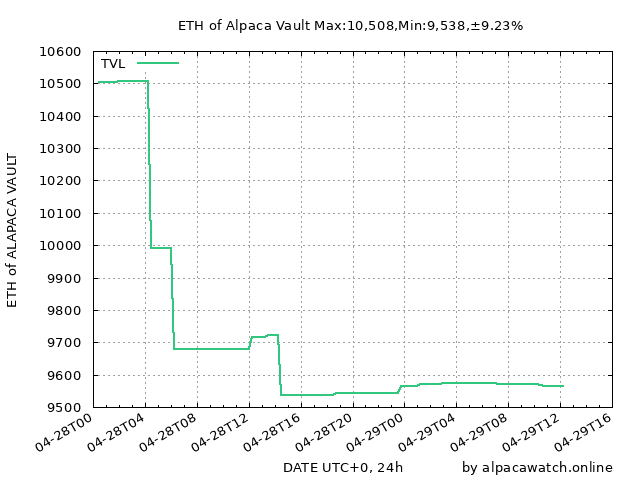 ETH of Alpaca Vault Max:10,508,Min:9,538,±9.23%
TVL
10600
10500
10400
10300
10200
10100
10000
9900
9800
9700
9600
9500
ETH of ALAPACA VAULT
04-28T00
04-28T04
04-28T08
04-28T12
04-28T16
04-28T20
04-29T00
04-29T04
04-29T08
04-29T12
04-29T16
DATE UTC+0, 24h
by alpacawatch.online